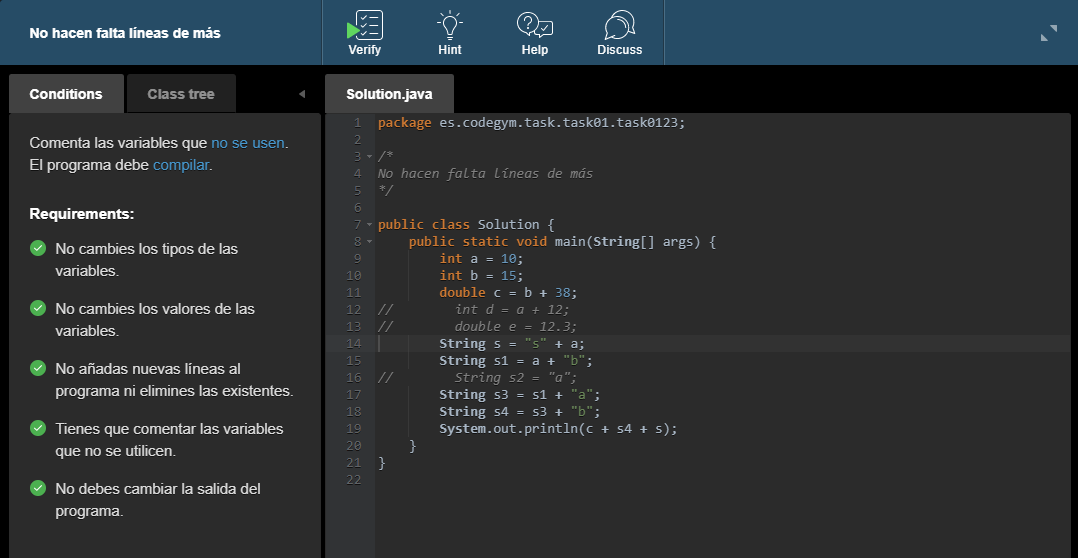 No hacen falta líneas de más
Verify
Hint
Help
Discuss
Conditions
Class tree
Solution.java
Comenta las variables que no se usen.
El programa debe compilar.
Requirements:
No cambies los tipos de las
variables.
No cambies los valores de las
variables.
No añadas nuevas líneas al
programa ni elimines las existentes.
Tienes que comentar las variables
que no se utilicen.
No debes cambiar la salida del
programa.
1 package es.codegym.task.task01.task0123;
2
3 /*
4 No hacen falta líneas de más
5 */
6
7 public class Solution {
8     public static void main(String[] args) {
9         int a = 10;
10         int b = 15;
11         double c = b + 38;
12 //        int d = a + 12;
13 //        double e = 12.3;
14         String s = "s" + a;
15         String s1 = a + "b";
16 //        String s2 = "a";
17         String s3 = s1 + "a";
18         String s4 = s3 + "b";
19         System.out.println(c + s4 + s);
20     }
21 }
22